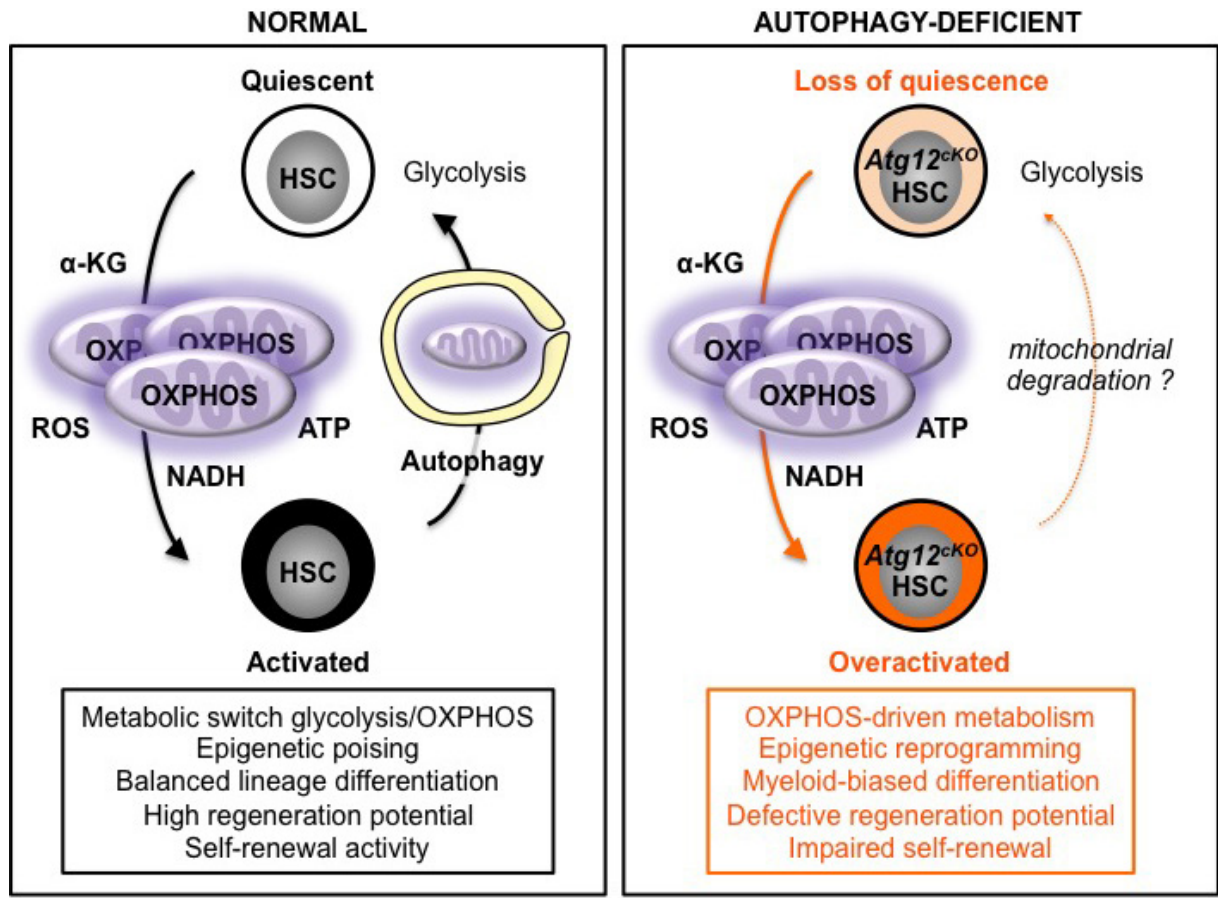 NORMAL
Quiescent
HSC
Glycolysis
α-KG
OXP
OXPHOS
OXPHOS
ROS
ATP
NADH
Autophagy
HSC
Activated
Metabolic switch glycolysis/OXPHOS
Epigenetic poising
Balanced lineage differentiation
High regeneration potential
Self-renewal activity
AUTOPHAGY-DEFICIENT
Loss of quiescence
Atg12cKO
HSC
Glycolysis
α-KG
OXP
OXPHOS
OXPHOS
mitochondrial
degradation ?
ROS
ATP
NADH
Atg12cKO
HSC
Overactivated
OXPHOS-driven metabolism
Epigenetic reprogramming
Myeloid-biased differentiation
Defective regeneration potential
Impaired self-renewal